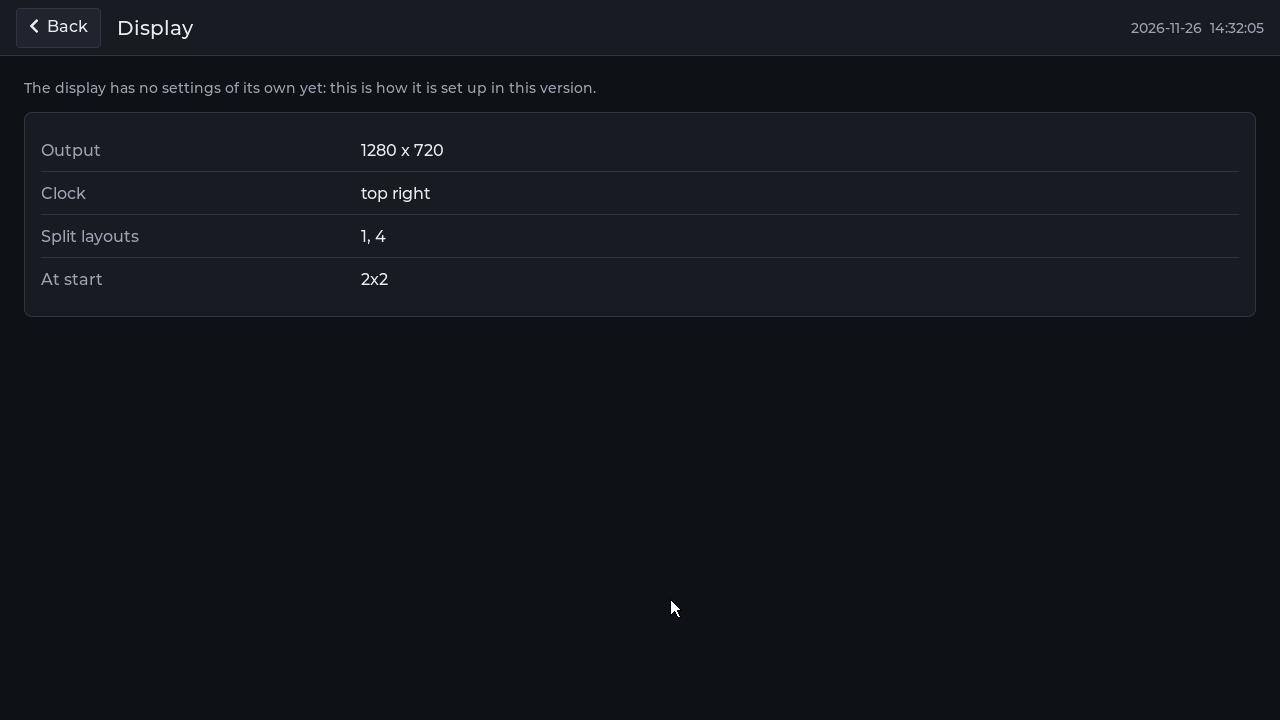 Back
Display
2026-11-26 14:32:05
The display has no settings of its own yet: this is how it is set up in this version.
Output 1280 x 720
Clock top right
Split layouts 1, 4
At start 2x2